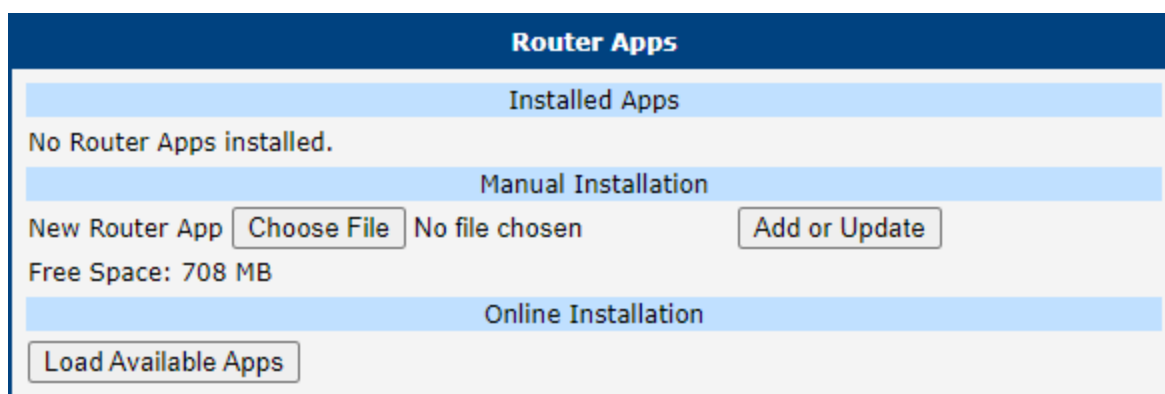 Router Apps
Installed Apps
No Router Apps installed.
Manual Installation
New Router App Choose File No file chosen Add or Update
Free Space: 708 MB
Online Installation
Load Available Apps